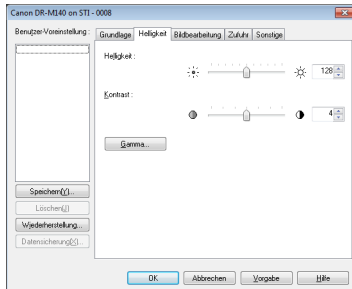 Canon DR-M140 on STI - 0008
Benutzer-Voreinstellung :
Grundlage Helligkeit Bildbearbeitung Zufuhr Sonstige
Helligkeit :
128
Kontrast :
4
Gamma...
Speichern(Y)...
Löschen(J)
Wiederherstellung...
Datensicherung(X)...
OK Abbrechen Vorgabe Hilfe